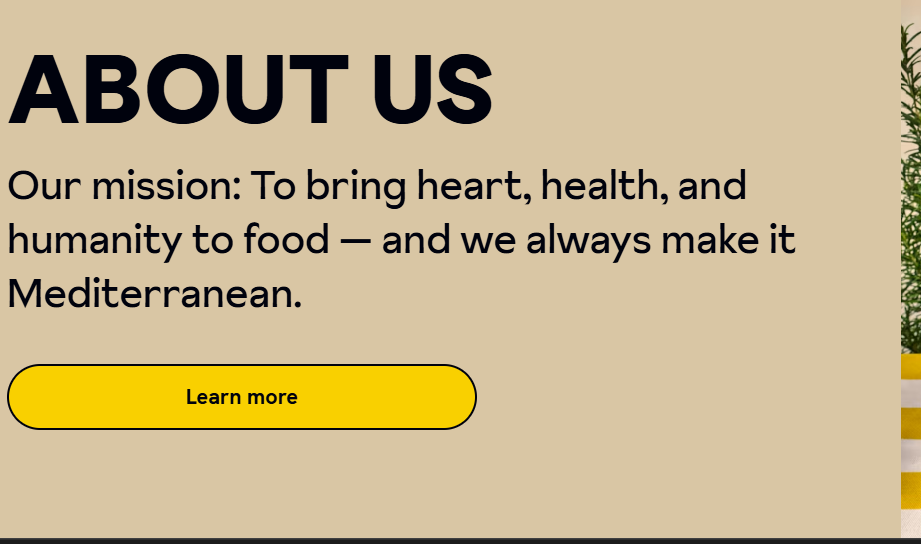 ABOUT US
Our mission: To bring heart, health, and
humanity to food — and we always make it
Mediterranean.
Learn more